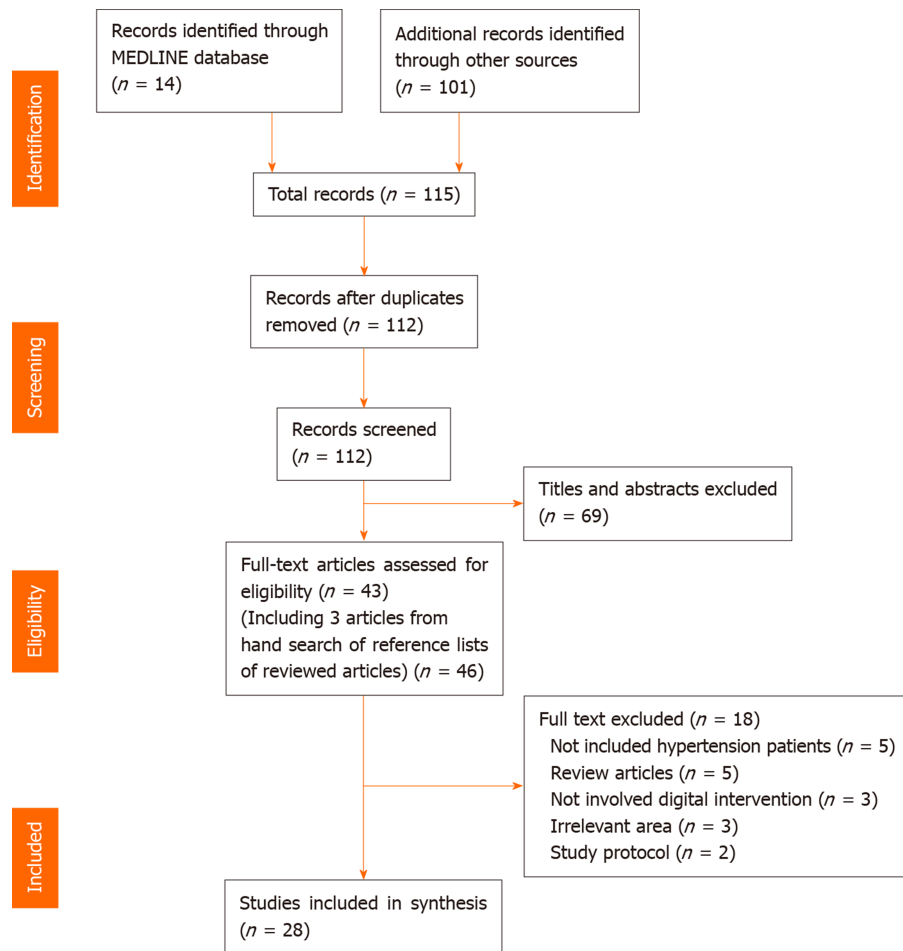 Identification
Records identified through
MEDLINE database
(n = 14)
Additional records identified
through other sources
(n = 101)
Total records (n = 115)
Screening
Records after duplicates
removed (n = 112)
Records screened
(n = 112)
Titles and abstracts excluded
(n = 69)
Eligibility
Full-text articles assessed for
eligibility (n = 43)
(Including 3 articles from
hand search of reference lists
of reviewed articles) (n = 46)
Full text excluded (n = 18)
Not included hypertension patients (n = 5)
Review articles (n = 5)
Not involved digital intervention (n = 3)
Irrelevant area (n = 3)
Study protocol (n = 2)
Included
Studies included in synthesis
(n = 28)